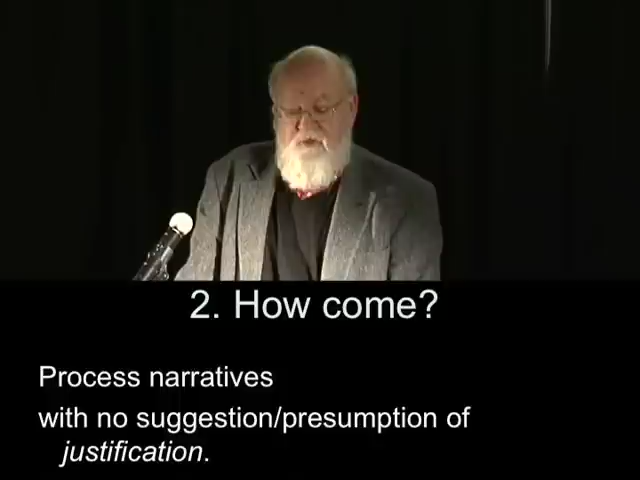 2. How come?
Process narratives
with no suggestion/presumption of
justification.